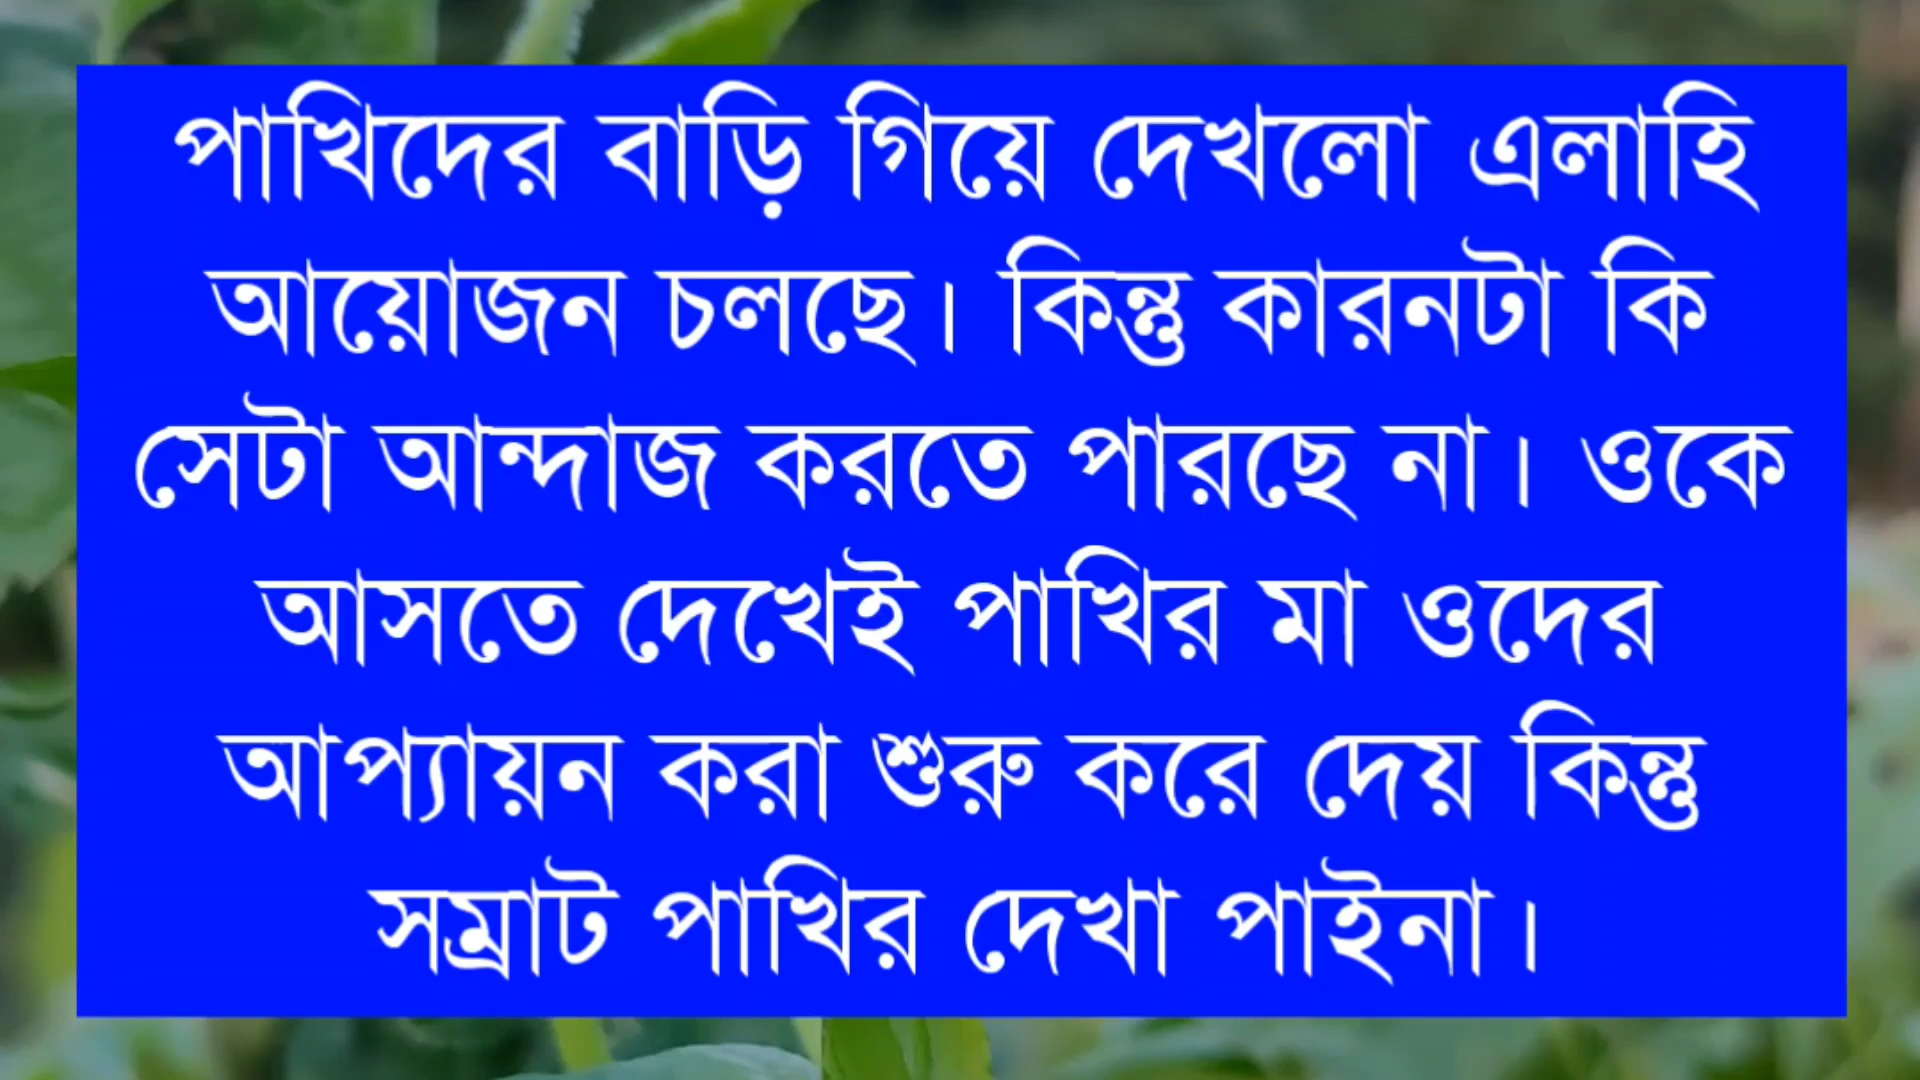 পাখিদের বাড়ি গিয়ে দেখলো এলাহি
আয়োজন চলছে। কিন্তু কারনটা কি
সেটা আন্দাজ করতে পারছে না। ওকে
আসতে দেখেই পাখির মা ওদের
আপ্যায়ন করা শুরু করে দেয় কিন্তু
সম্রাট পাখির দেখা পাইনা।